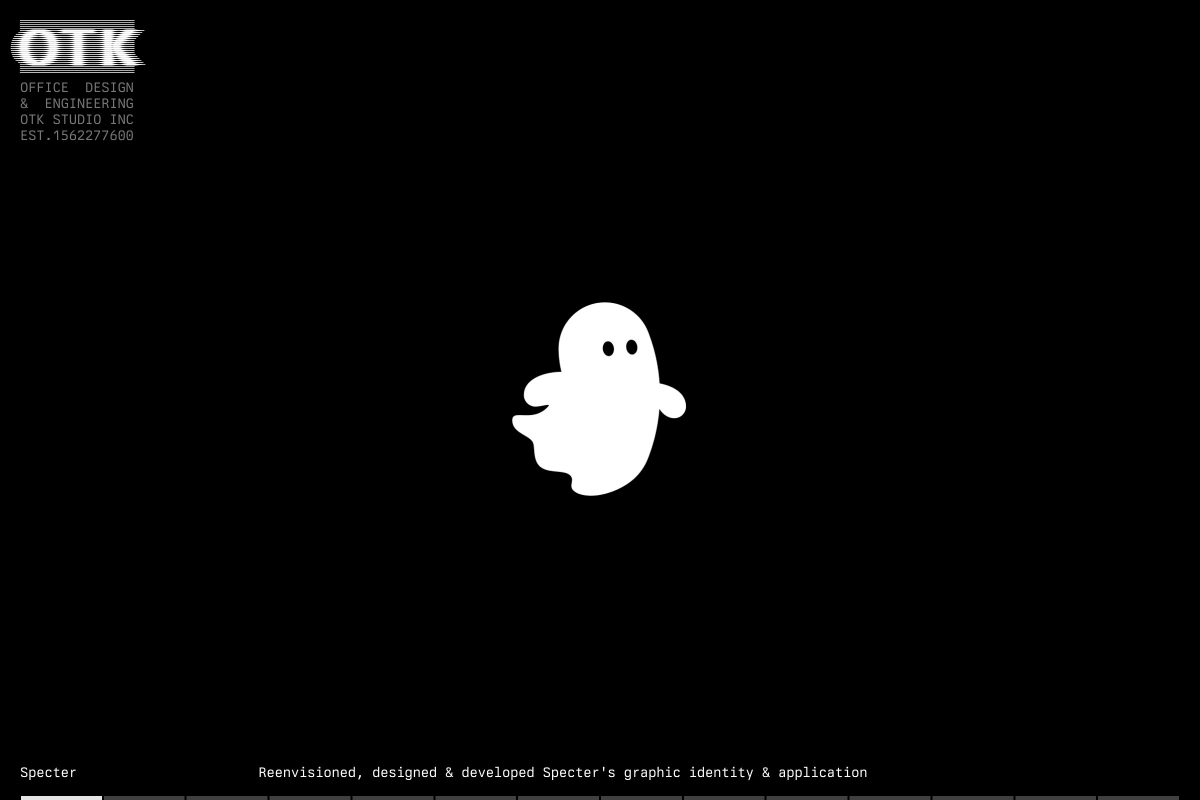 OTK
OFFICE DESIGN
& ENGINEERING
OTK STUDIO INC
EST.1562277600
Specter
Reenvisioned, designed & developed Specter's graphic identity & application